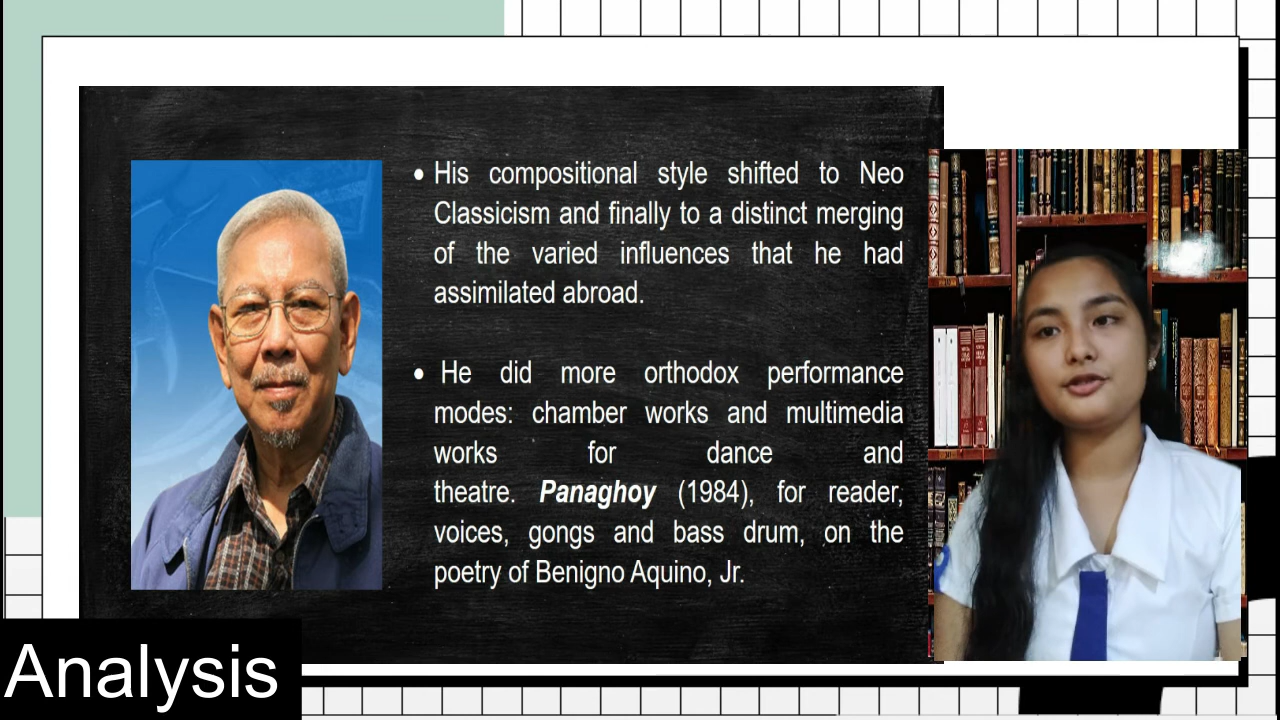 • His compositional style shifted to Neo
Classicism and finally to a distinct merging
of the varied influences that he had
assimilated abroad.
• He did more orthodox performance
modes: chamber works and multimedia
works for dance and
theatre. Panaghoy (1984), for reader,
voices, gongs and bass drum, on the
poetry of Benigno Aquino, Jr.
Analysis